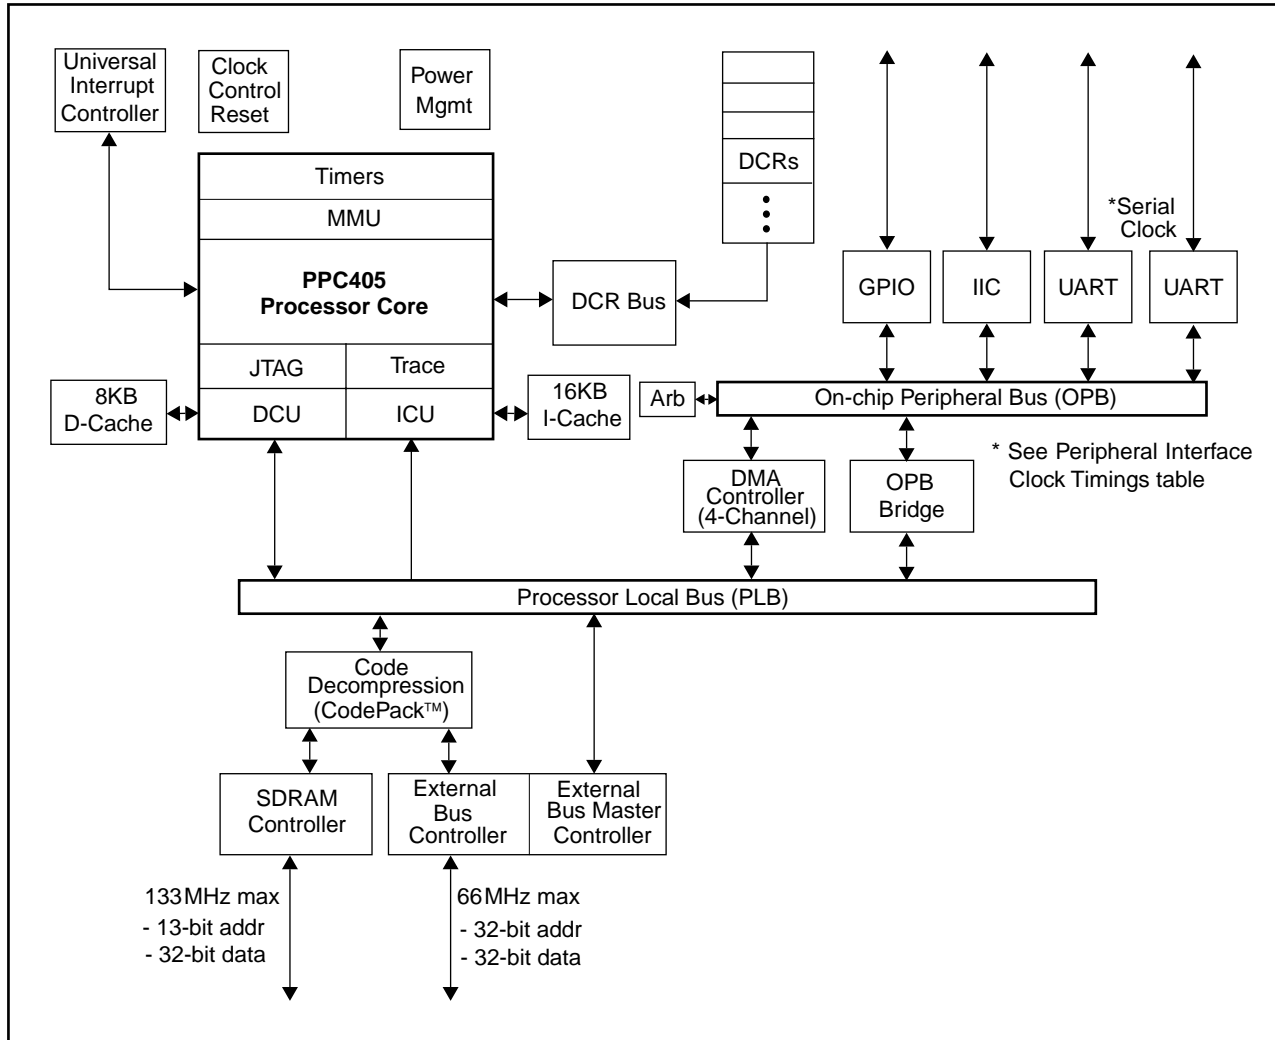 Universal
Interrupt
Controller
Clock
Control
Reset
Power
Mgmt
DCRs
Timers
MMU
PPC405
Processor Core
JTAG
Trace
DCU
ICU
8KB
D-Cache
16KB
I-Cache
DCR Bus
*Serial
Clock
GPIO
IIC
UART
UART
Arb
On-chip Peripheral Bus (OPB)
* See Peripheral Interface
Clock Timings table
DMA
Controller
(4-Channel)
OPB
Bridge
Processor Local Bus (PLB)
Code
Decompression
(CodePack™)
SDRAM
Controller
External
Bus
Controller
External
Bus Master
Controller
133MHz max
- 13-bit addr
- 32-bit data
66MHz max
- 32-bit addr
- 32-bit data